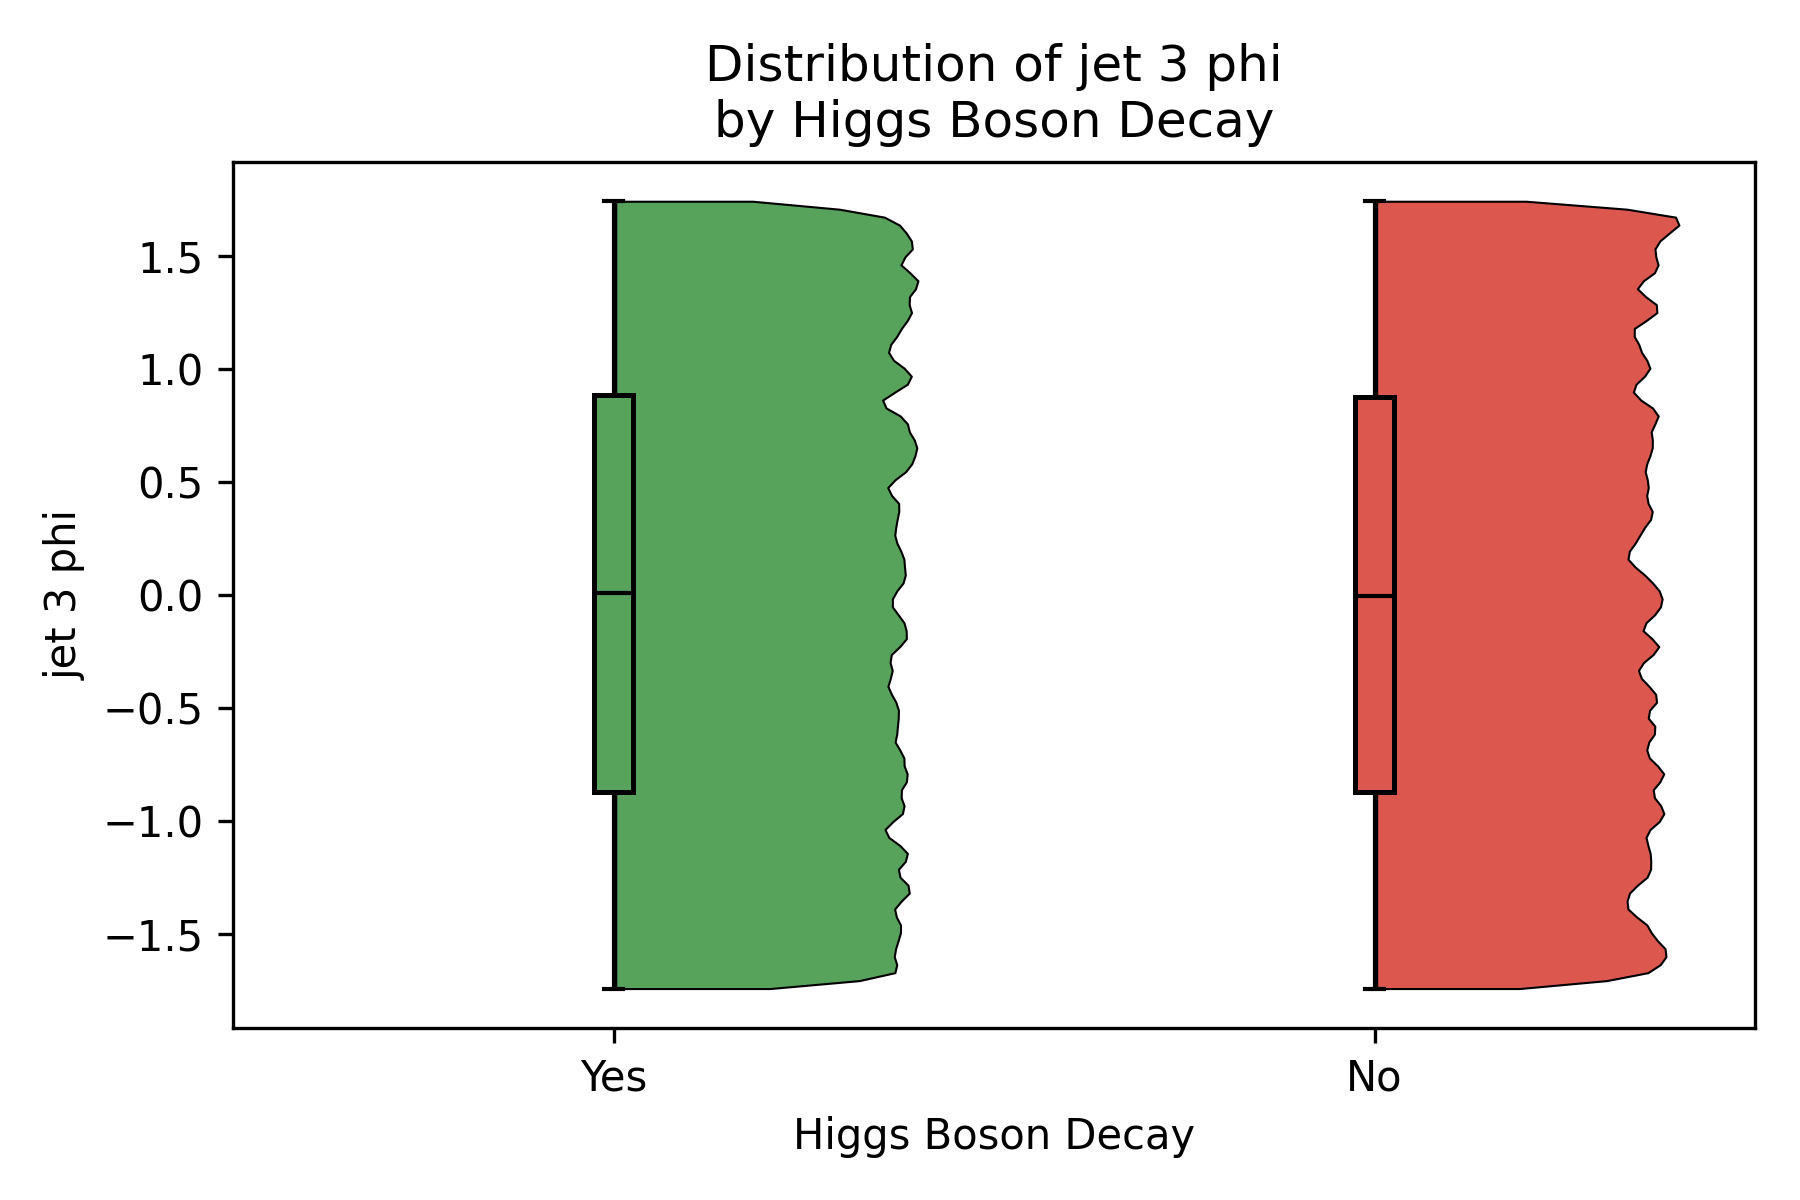 Distribution of jet 3 phi
by Higgs Boson Decay
jet 3 phi
1.5
1.0
0.5
0.0
−0.5
−1.0
−1.5
Yes
No
Higgs Boson Decay